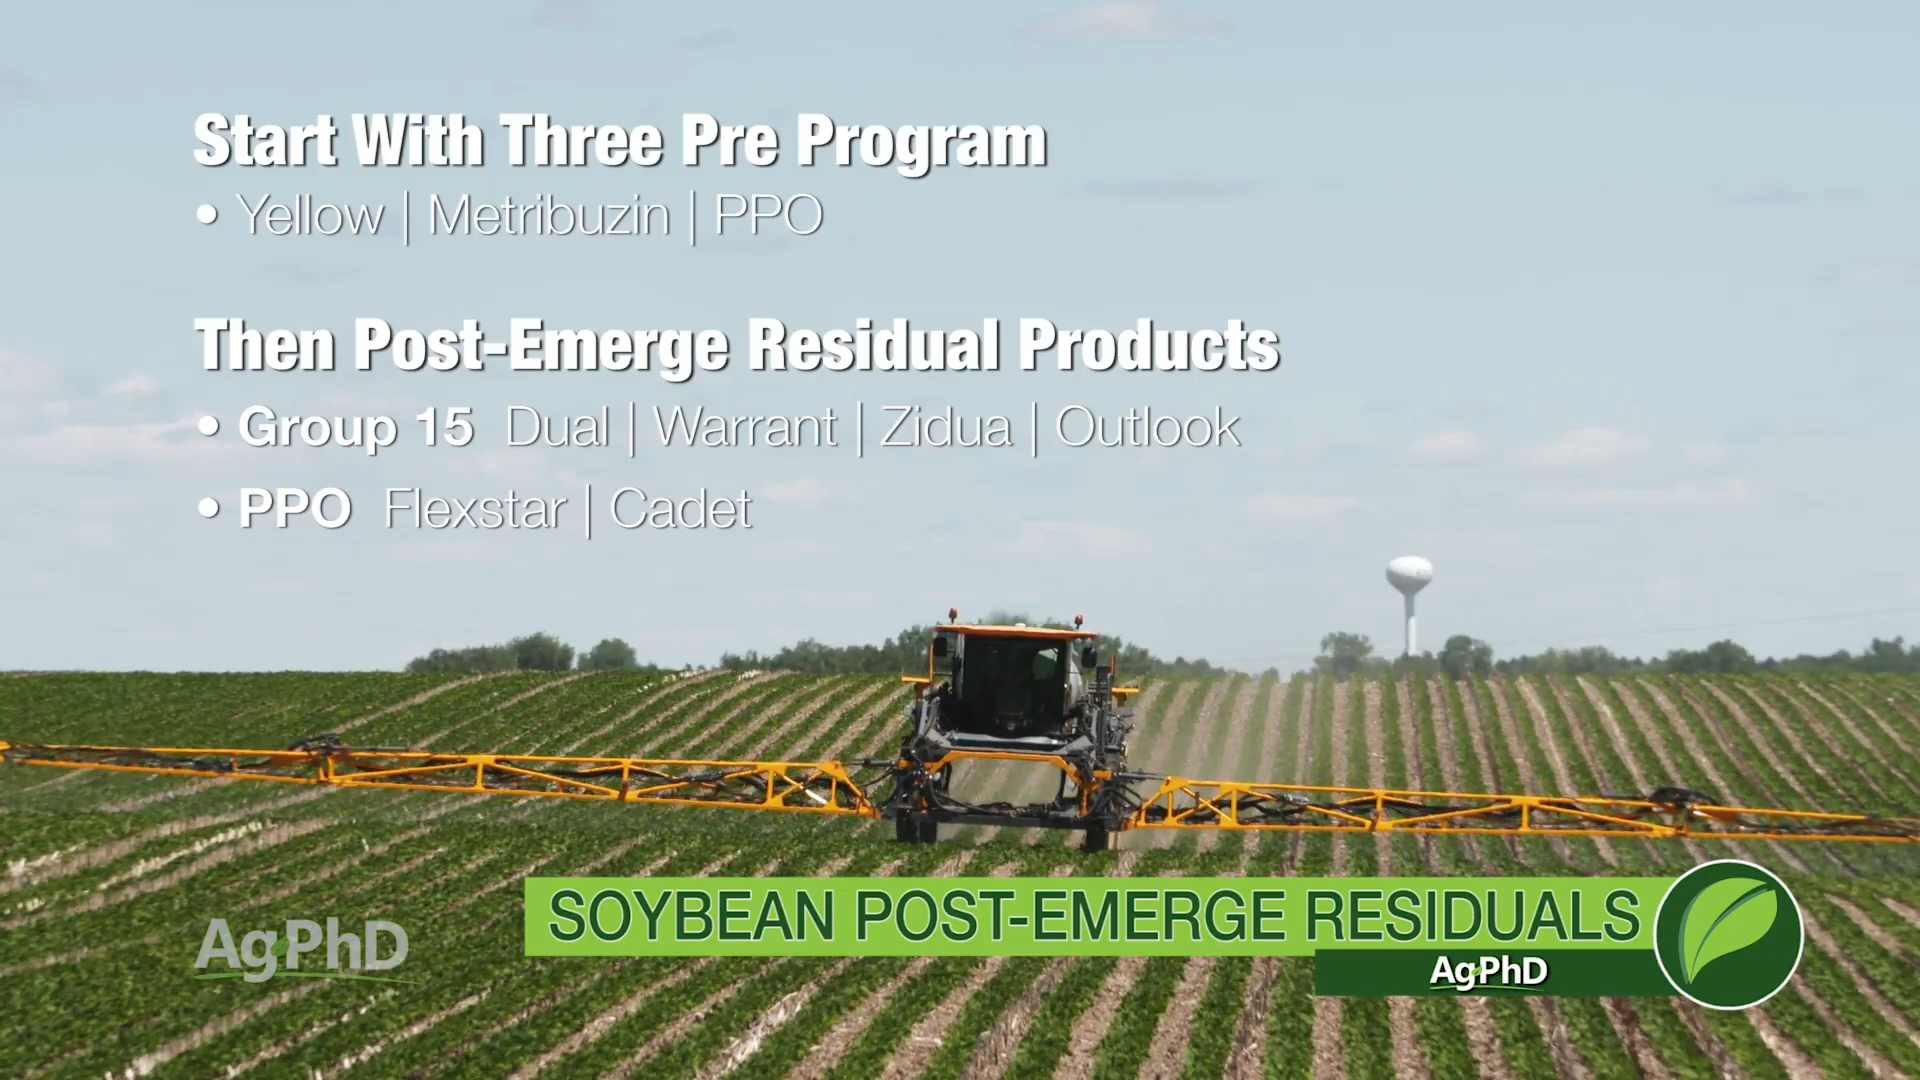 Start With Three Pre Program
• Yellow | Metribuzin | PPO
Then Post-Emerge Residual Products
• Group 15 Dual | Warrant | Zidua | Outlook
• PPO Flexstar | Cadet
SOYBEAN POST-EMERGE RESIDUALS
AgPhD
AgPhD